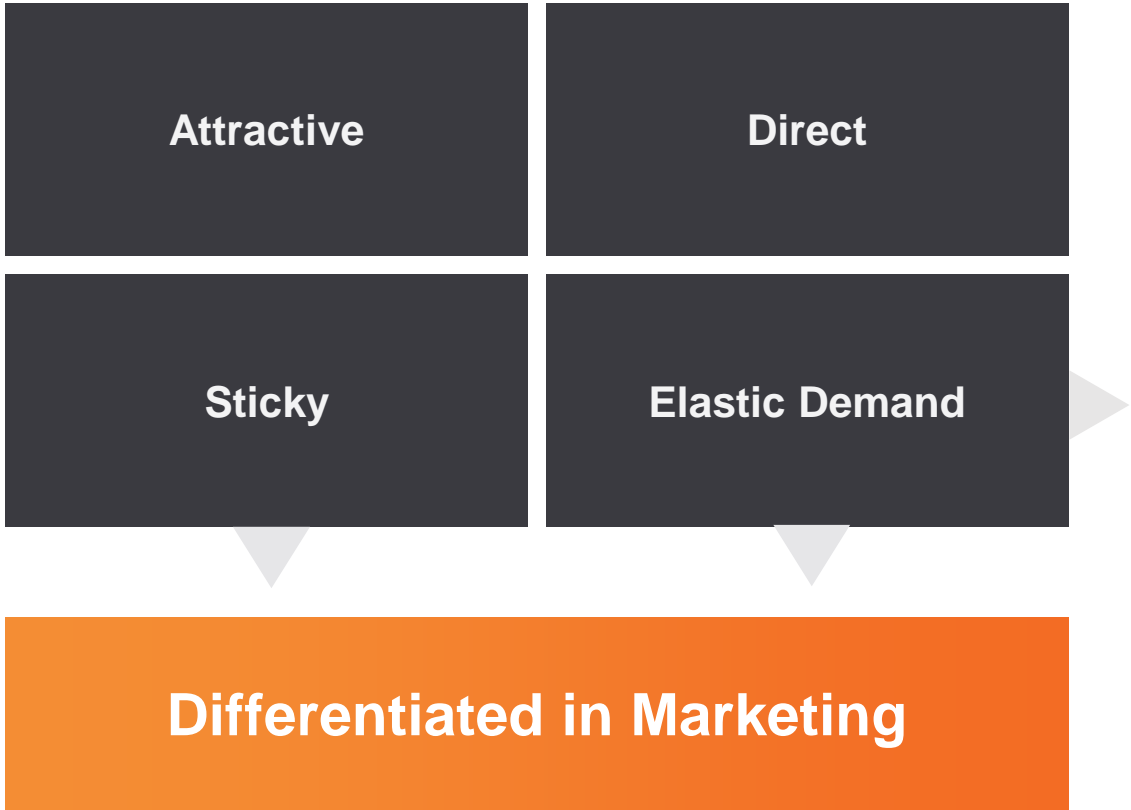 Attractive
Direct
Sticky
Elastic Demand
Differentiated in Marketing